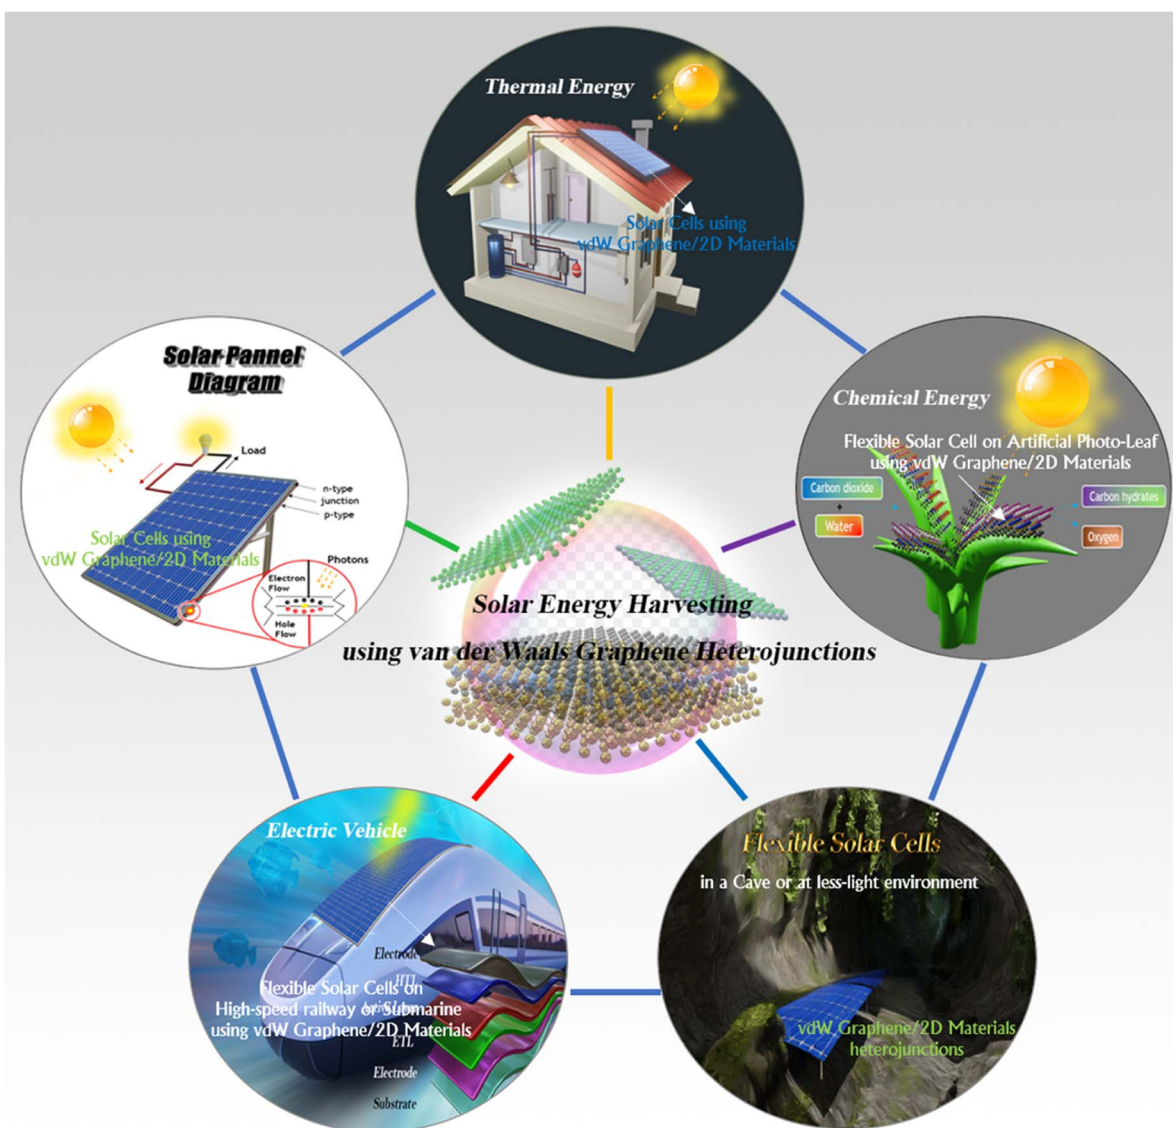 Thermal Energy
Solar Cells using
vdW Graphene/2D Materials
Solar Pannel
Diagram
Load
n-type
junction
p-type
Solar Cells using
vdW Graphene/2D Materials
Photons
Electron
Flow
Hole
Flow
Chemical Energy
Flexible Solar Cell on Artificial Photo-Leaf
using vdW Graphene/2D Materials
Carbon dioxide
+
Water
Carbon hydrates
Oxygen
Solar Energy Harvesting
using van der Waals Graphene Heterojunctions
Electric Vehicle
Electrode
HTL
Flexible Solar Cells on
High-speed railway or Submarine
using vdW Graphene/2D Materials
ETL
Electrode
Substrate
Flexible Solar Cells
in a Cave or at less-light environment
vdW Graphene/2D Materials
heterojunctions